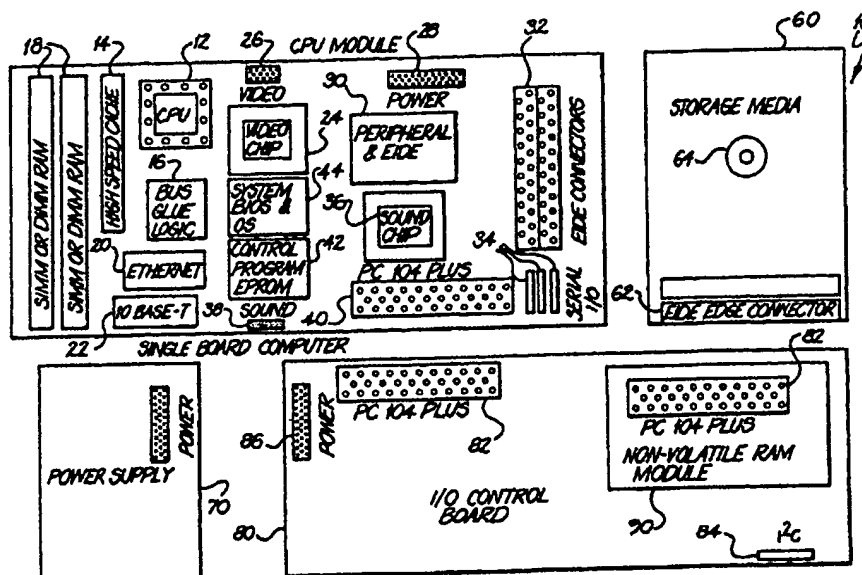 18
14
12
26
CPU MODULE
28
32
60
VIDEO
POWER
30
24
SIMM OR DIMM RAM
SIMM OR DIMM RAM
HIGH SPEED CACHE
CPU
VIDEO
CHIP
PERIPHERAL
& EIDE
EIDE CONNECTORS
STORAGE MEDIA
64
16
BUS
GLUE
LOGIC
44
SYSTEM
BIOS &
OS
36
SOUND
CHIP
20
ETHERNET
CONTROL
PROGRAM
EPROM
42
34
PC 104 PLUS
SERIAL
I/O
22
10 BASE-T
SOUND
38
40
62
EIDE EDGE CONNECTOR
SINGLE BOARD COMPUTER
82
POWER
POWER SUPPLY
70
86
POWER
PC 104 PLUS
82
PC 104 PLUS
NON-VOLATILE RAM
MODULE
I/O CONTROL
BOARD
80
90
84
I²C